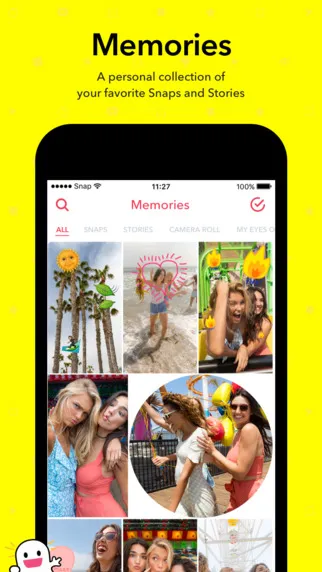 Memories
A personal collection of
your favorite Snaps and Stories
Snap 11:27 100%
Memories
ALL SNAPS STORIES CAMERA ROLL MY EYES O